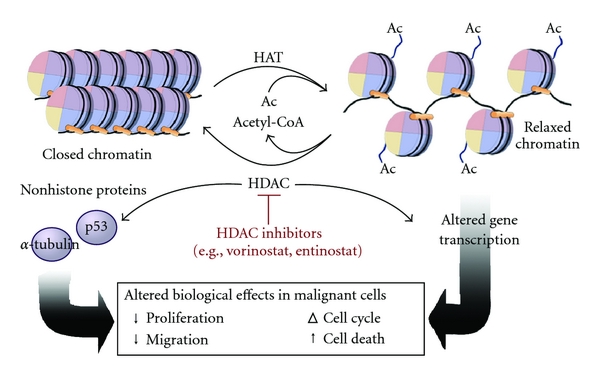 Ac
Ac
Ac
HAT
Ac
Acetyl-CoA
Closed chromatin
Relaxed
chromatin
Ac
Ac
Nonhistone proteins
HDAC
p53
α-tubulin
HDAC inhibitors
(e.g., vorinostat, entinostat)
Altered gene
transcription
Altered biological effects in malignant cells
↓ Proliferation
Δ Cell cycle
↓ Migration
↑ Cell death